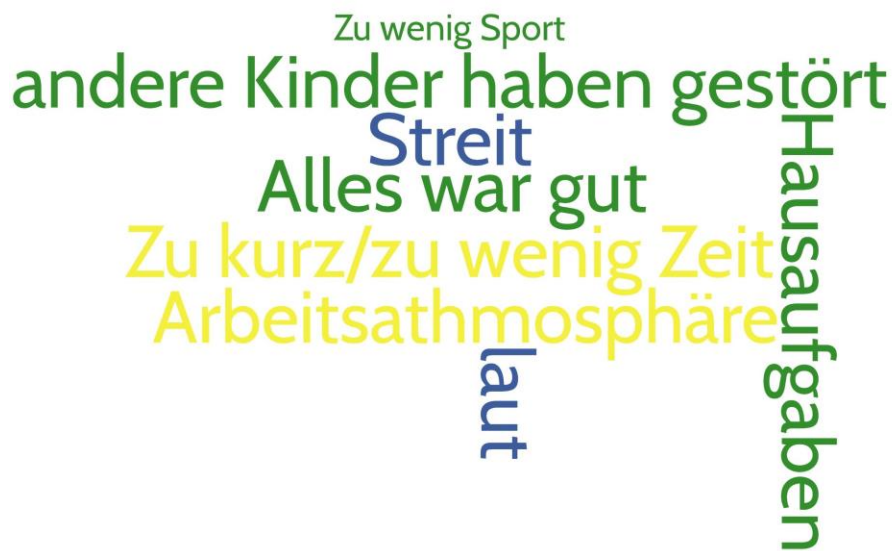 Zu wenig Sport
andere Kinder haben gestört
Streit
Alles war gut
Zu kurz/zu wenig Zeit
Arbeitsathmosphäre
laut
Hausaufgaben